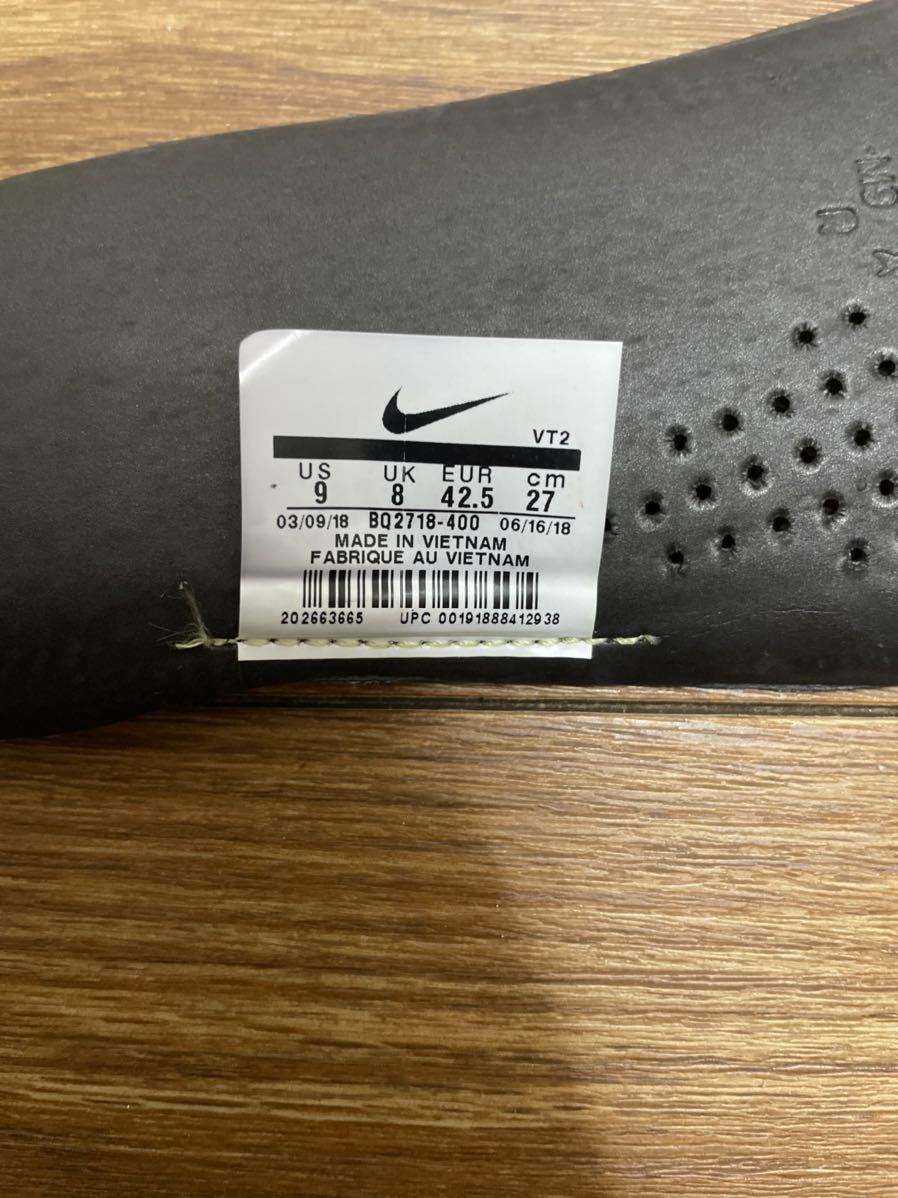 VT2
US UK EUR cm
9 8 42.5 27
03/09/18 BQ2718-400 06/16/18
MADE IN VIETNAM
FABRIQUE AU VIETNAM
202663665 UPC 00191888412938